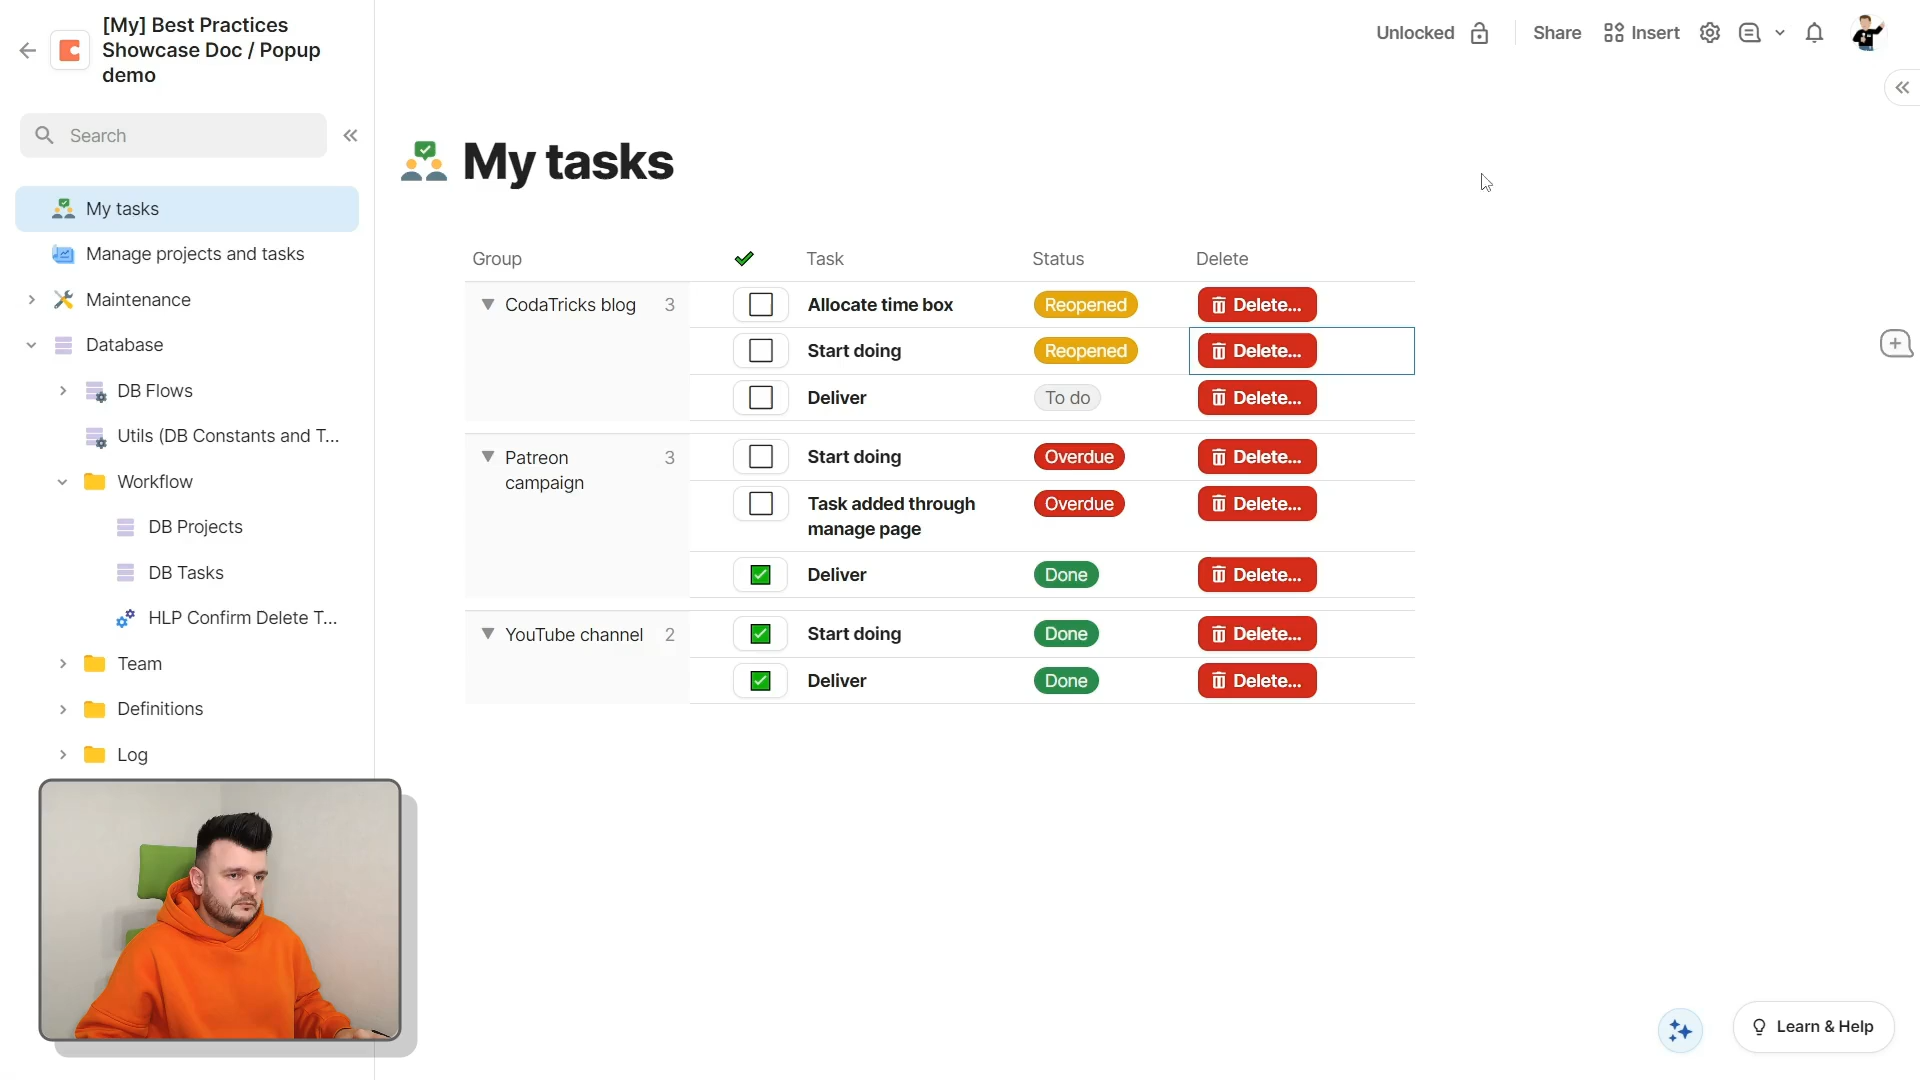 [My] Best Practices
Showcase Doc / Popup
demo
Unlocked
Share
Insert
Search
My tasks
Manage projects and tasks
Maintenance
Database
DB Flows
Utils (DB Constants and T...
Workflow
DB Projects
DB Tasks
HLP Confirm Delete T...
Team
Definitions
Log
My tasks
Group Task Status Delete
CodaTricks blog 3 Allocate time box Reopened Delete...
Start doing Reopened Delete...
Deliver To do Delete...
Patreon 3 Start doing Overdue Delete...
campaign
Task added through Overdue Delete...
manage page
Deliver Done Delete...
YouTube channel 2 Start doing Done Delete...
Deliver Done Delete...
Learn & Help